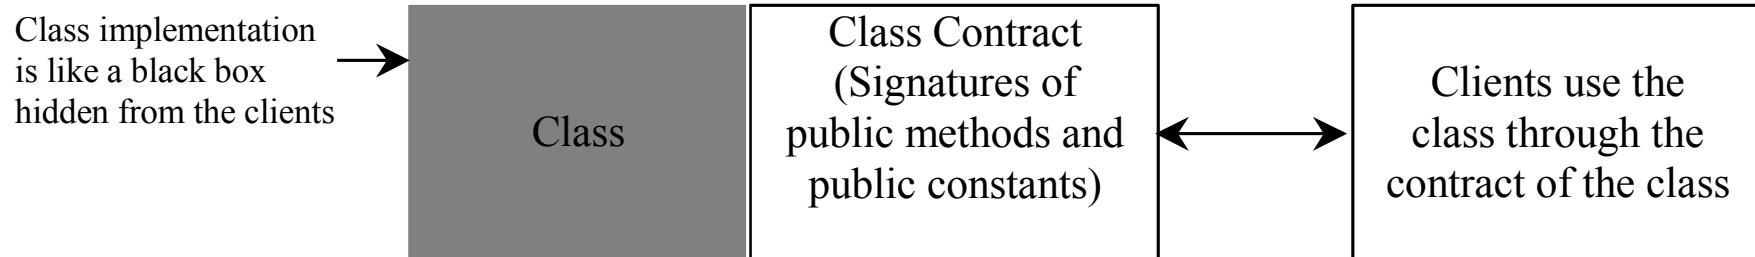 Class implementation
is like a black box
hidden from the clients
Class
Class Contract
(Signatures of
public methods and
public constants)
Clients use the
class through the
contract of the class